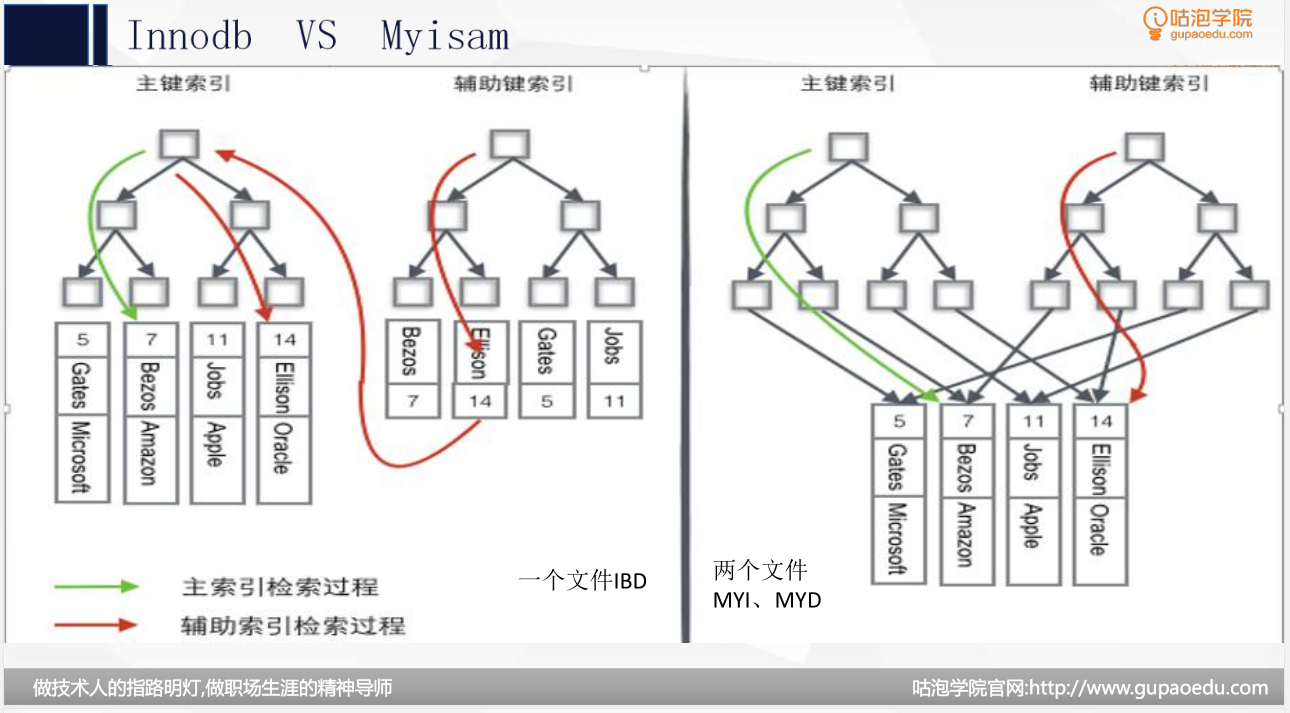 Innodb VS Myisam
咕泡学院
gupaoedu.com
主键索引
辅助键索引
主键索引
辅助键索引
5
Gates
Microsoft
7
Bezos
Amazon
11
Jobs
Apple
14
Ellison
Oracle
Bezos
7
Ellison
14
Gates
5
Jobs
11
5
Gates
Microsoft
7
Bezos
Amazon
11
Jobs
Apple
14
Ellison
Oracle
主索引检索过程
辅助索引检索过程
一个文件IBD
两个文件
MYI、MYD
做技术人的指路明灯,做职场生涯的精神导师
咕泡学院官网:http://www.gupaoedu.com